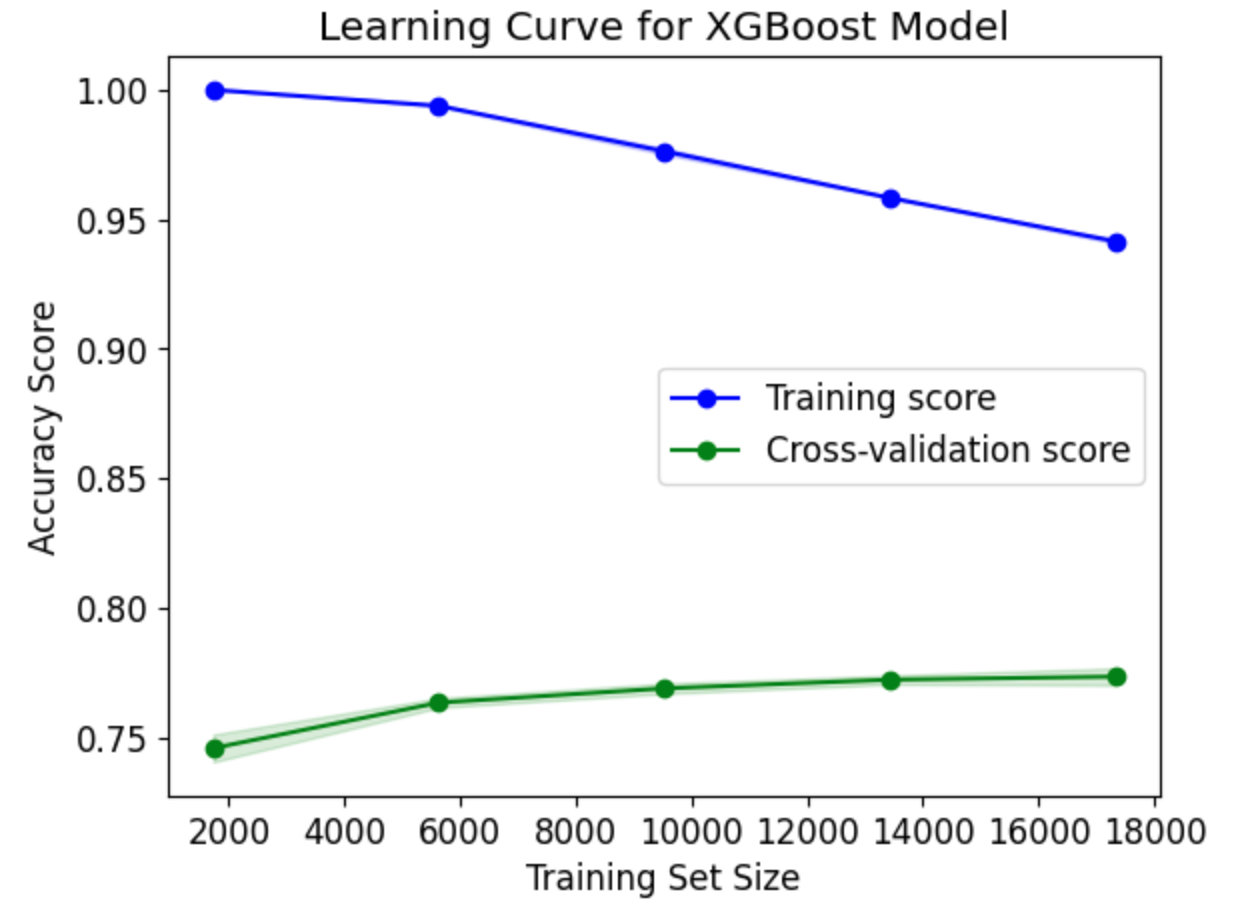 Learning Curve for XGBoost Model
1.00
0.95
0.90
0.85
0.80
0.75
Accuracy Score
Training score
Cross-validation score
2000 4000 6000 8000 10000 12000 14000 16000 18000
Training Set Size